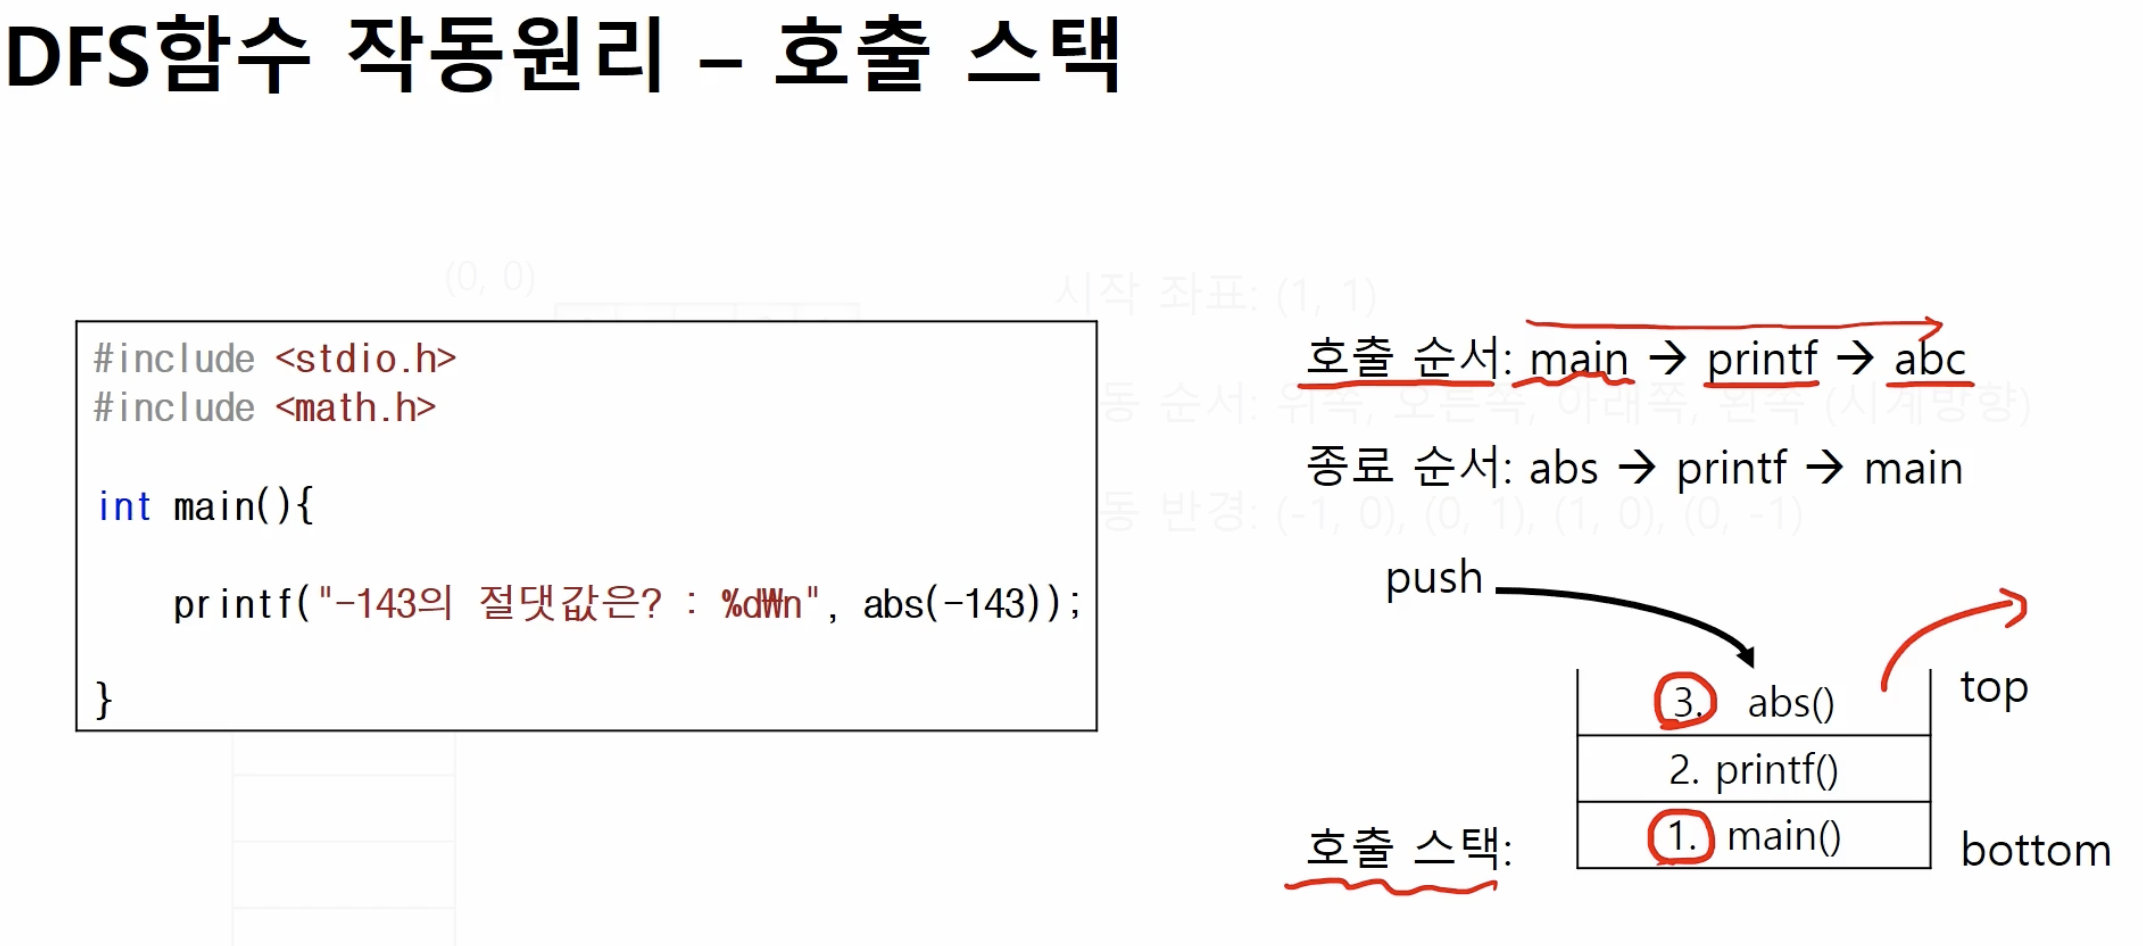 DFS함수 작동원리 – 호출 스택
(0, 0)
시작 좌표: (1, 1)
#include <stdio.h>
#include <math.h>
int main(){
printf("-143의 절댓값은? : %d₩n", abs(-143));
}
호출 순서: main → printf → abc
동 순서: 위쪽, 오른쪽, 아래쪽, 왼쪽 (시계방향)
종료 순서: abs → printf → main
동 반경: (-1, 0), (0, 1), (1, 0), (0, -1)
push
3. abs()
top
2. printf()
호출 스택:
1. main()
bottom